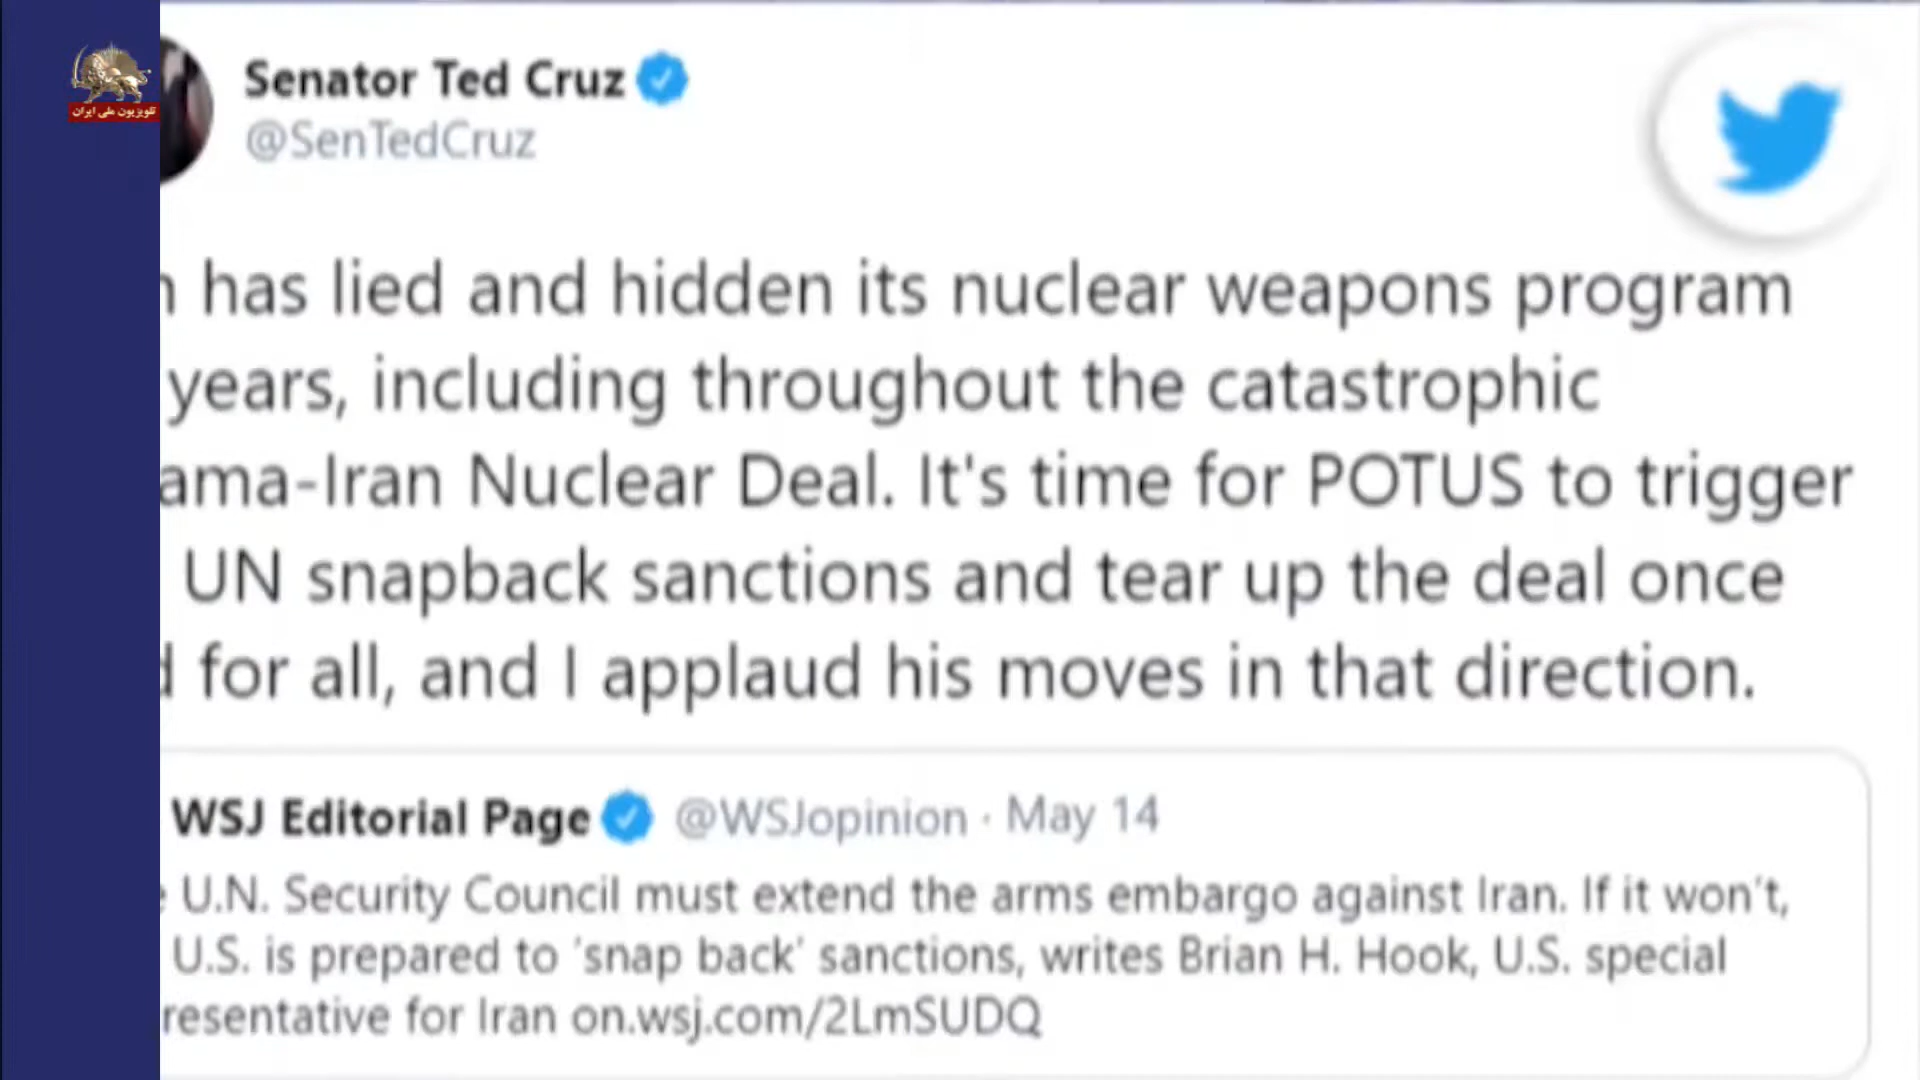 تلویزیون ملی ایران
Senator Ted Cruz
@SenTedCruz
has lied and hidden its nuclear weapons program
years, including throughout the catastrophic
ama-Iran Nuclear Deal. It's time for POTUS to trigger
UN snapback sanctions and tear up the deal once
for all, and I applaud his moves in that direction.
WSJ Editorial Page @WSJopinion · May 14
U.N. Security Council must extend the arms embargo against Iran. If it won't,
U.S. is prepared to 'snap back' sanctions, writes Brian H. Hook, U.S. special
resentative for Iran on.wsj.com/2LmSUDQ